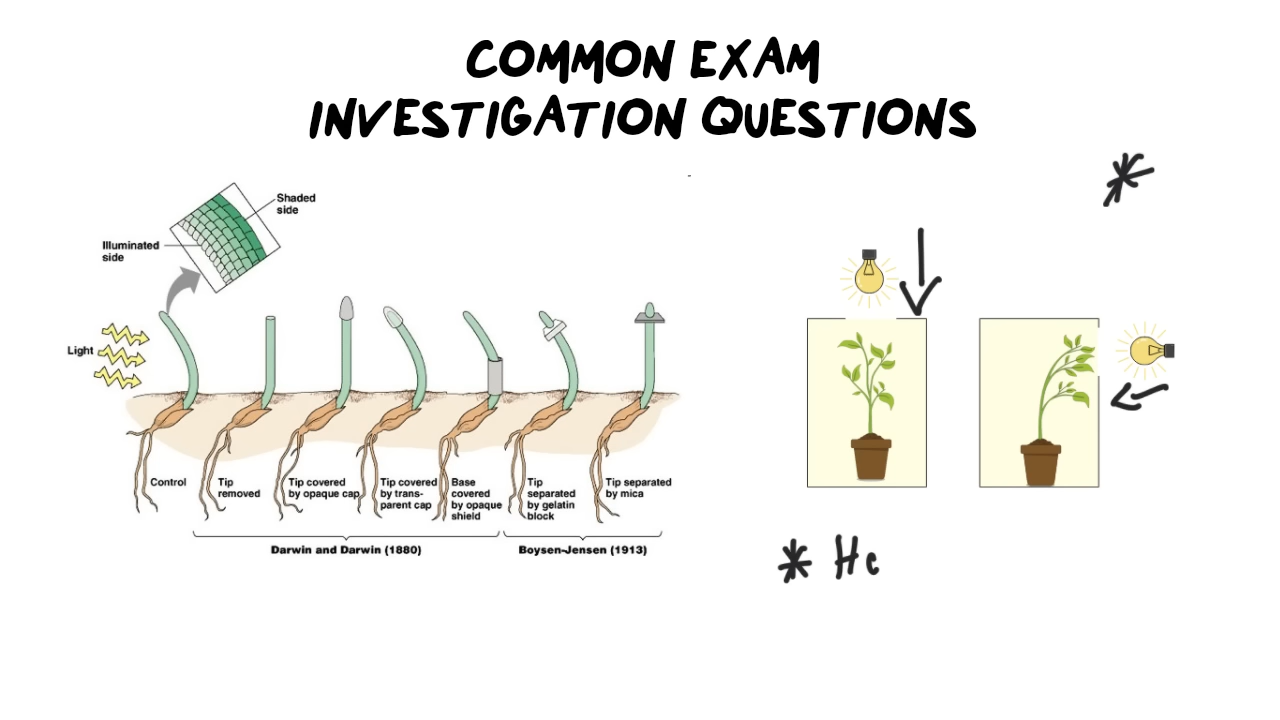 COMMON EXAM
INVESTIGATION QUESTIONS
Shaded
side
Illuminated
side
Light
Control
Tip
removed
Tip covered
by opaque cap
Tip covered
by trans-
parent cap
Base
covered
by opaque
shield
Tip
separated
by gelatin
block
Tip separated
by mica
Darwin and Darwin (1880)
Boysen-Jensen (1913)
*
* He